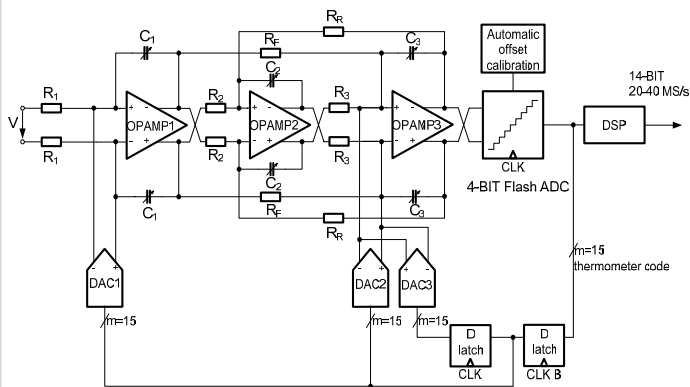 R_R
C_1 R_F C_3
Automatic
offset
calibration
14-BIT
20-40 MS/s
C_2
R_1 R_2 R_3
+ - + - + -
V OPAMP1 OPAMP2 OPAMP3 DSP
- + - + - +
R_1 R_2 R_3
CLK
C_2
4-BIT Flash ADC
C_1 R_F C_3
R_R
m=15
thermometer code
- + - + + -
DAC1 DAC2 DAC3
m=15 m=15 m=15
D
latch
CLK
D
latch
CLK B